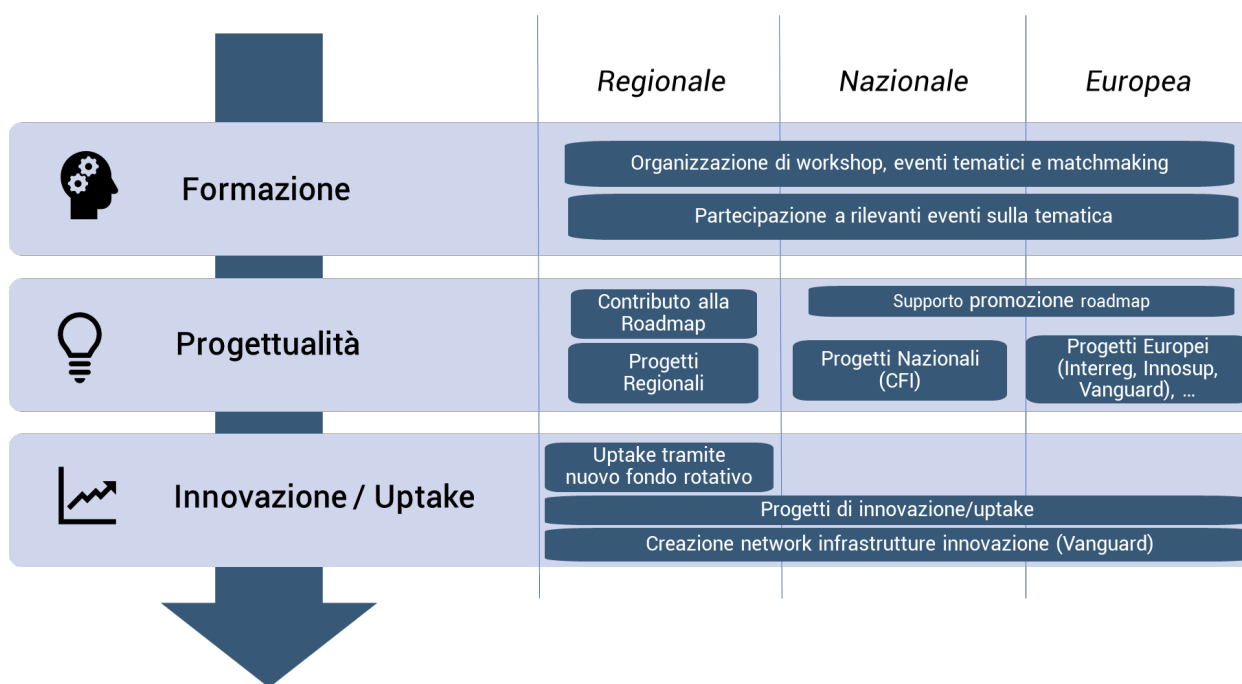 Regionale
Nazionale
Europea
Formazione
Organizzazione di workshop, eventi tematici e matchmaking
Partecipazione a rilevanti eventi sulla tematica
Progettualità
Contributo alla
Roadmap
Supporto promozione roadmap
Progetti
Regionali
Progetti Nazionali
(CFI)
Progetti Europei
(Interreg, Innosup,
Vanguard), ...
Innovazione / Uptake
Uptake tramite
nuovo fondo rotativo
Progetti di innovazione/uptake
Creazione network infrastrutture innovazione (Vanguard)